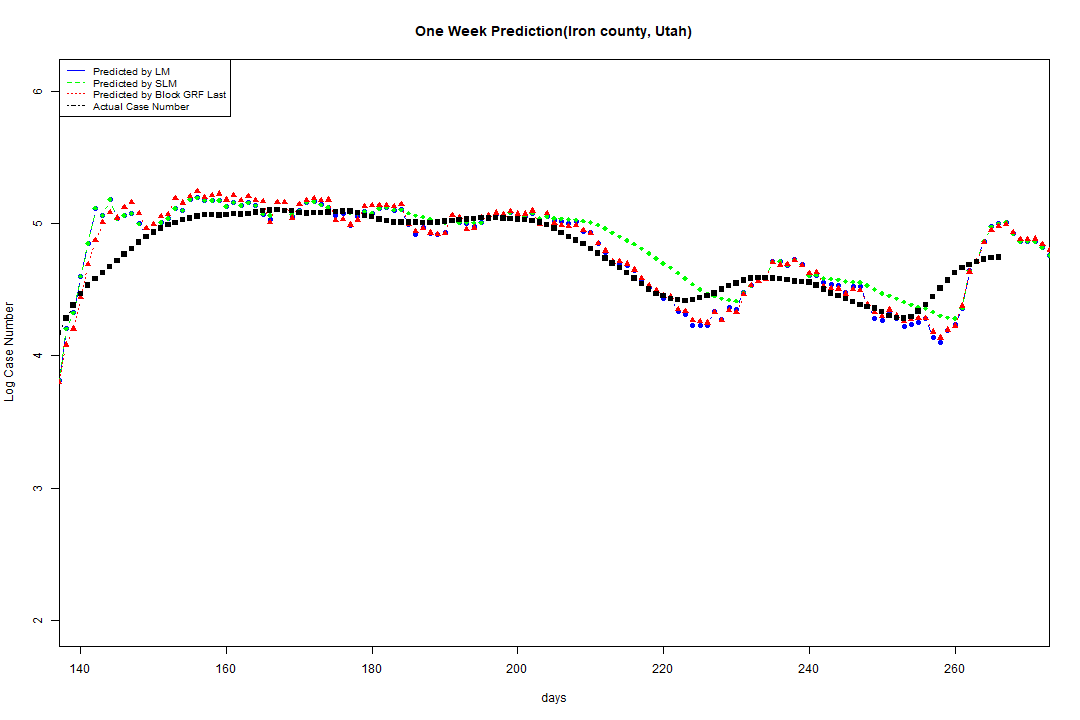 One Week Prediction(Iron county, Utah)
Predicted by LM
Predicted by SLM
Predicted by Block GRF Last
Actual Case Number
6
5
4
3
2
Log Case Number
140 160 180 200 220 240 260
days